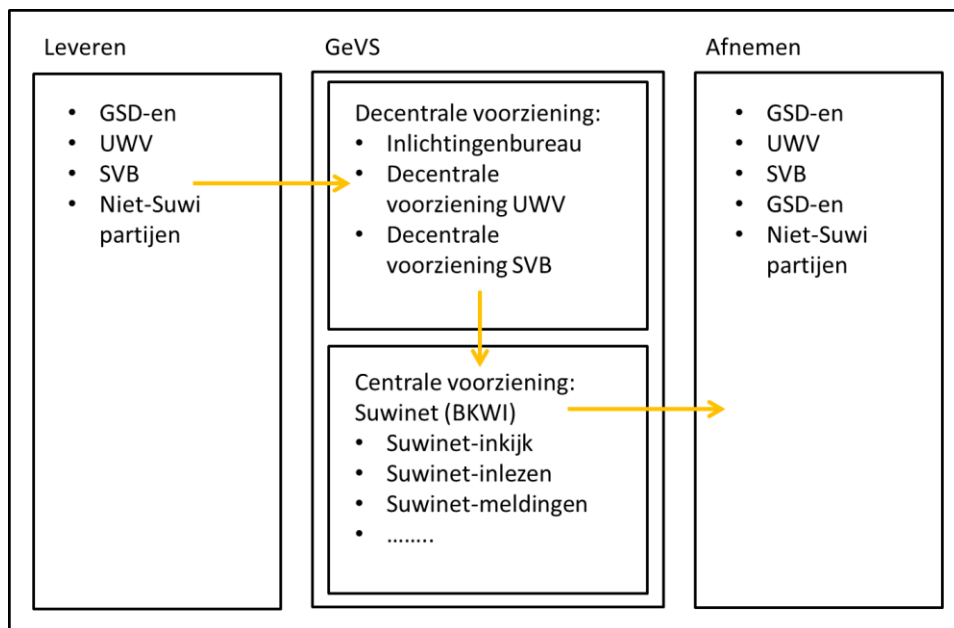 Leveren
• GSD-en
• UWV
• SVB
• Niet-Suwi
partijen
GeVS
Decentrale voorziening:
• Inlichtingenbureau
• Decentrale
voorziening UWV
• Decentrale
voorziening SVB
Centrale voorziening:
Suwinet (BKWI)
• Suwinet-inkijk
• Suwinet-inlezen
• Suwinet-meldingen
• ……..
Afnemen
• GSD-en
• UWV
• SVB
• GSD-en
• Niet-Suwi
partijen